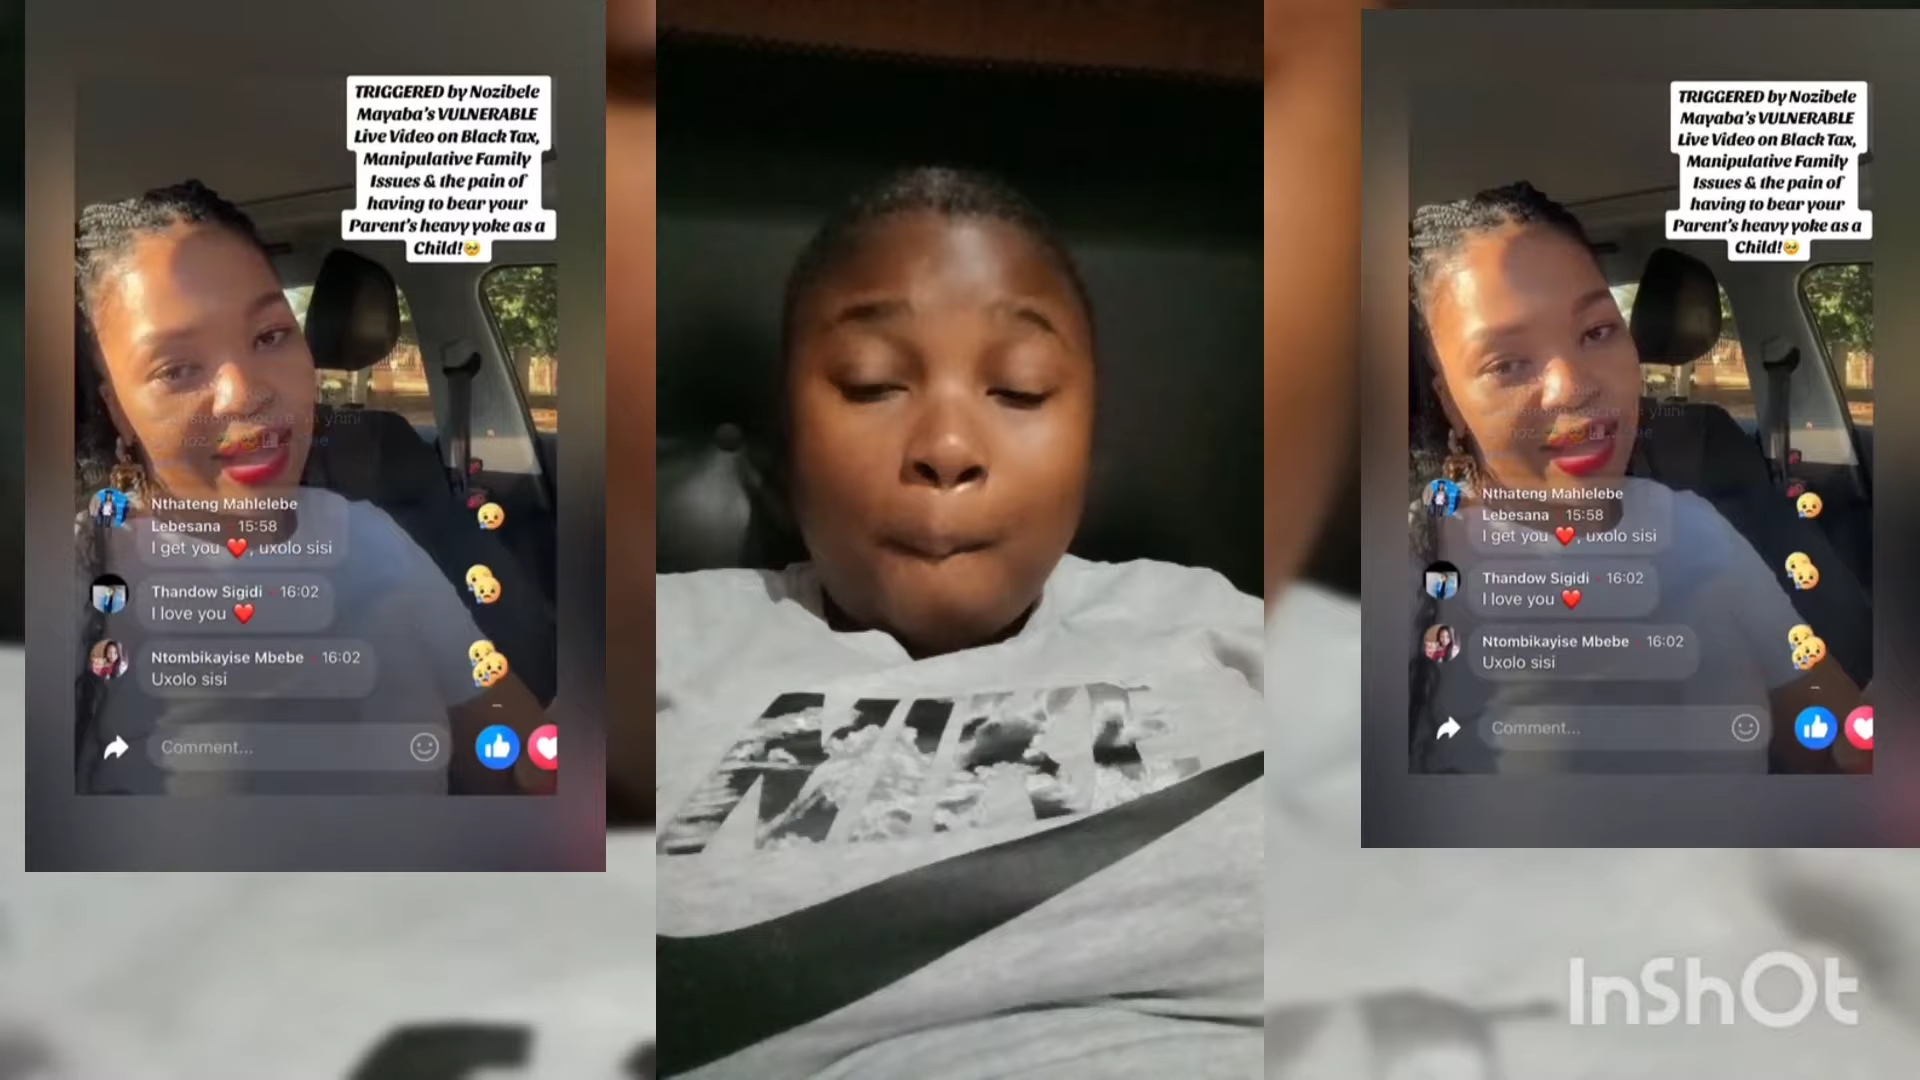 TRIGGERED by Nozibele
Mayaba's VULNERABLE
Live Video on Black Tax,
Manipulative Family
Issues & the pain of
having to bear your
Parent's heavy yoke as a
Child!🥺
Nthateng Mahlelebe
Lebesana 15:58
I get you ❤️, uxolo sisi
Thandow Sigidi 16:02
I love you ❤️
Ntombikayise Mbebe 16:02
Uxolo sisi
Comment...
NIKE
TRIGGERED by Nozibele
Mayaba's VULNERABLE
Live Video on Black Tax,
Manipulative Family
Issues & the pain of
having to bear your
Parent's heavy yoke as a
Child!🥺
Nthateng Mahlelebe
Lebesana 15:58
I get you ❤️, uxolo sisi
Thandow Sigidi 16:02
I love you ❤️
Ntombikayise Mbebe 16:02
Uxolo sisi
Comment...
InShOt